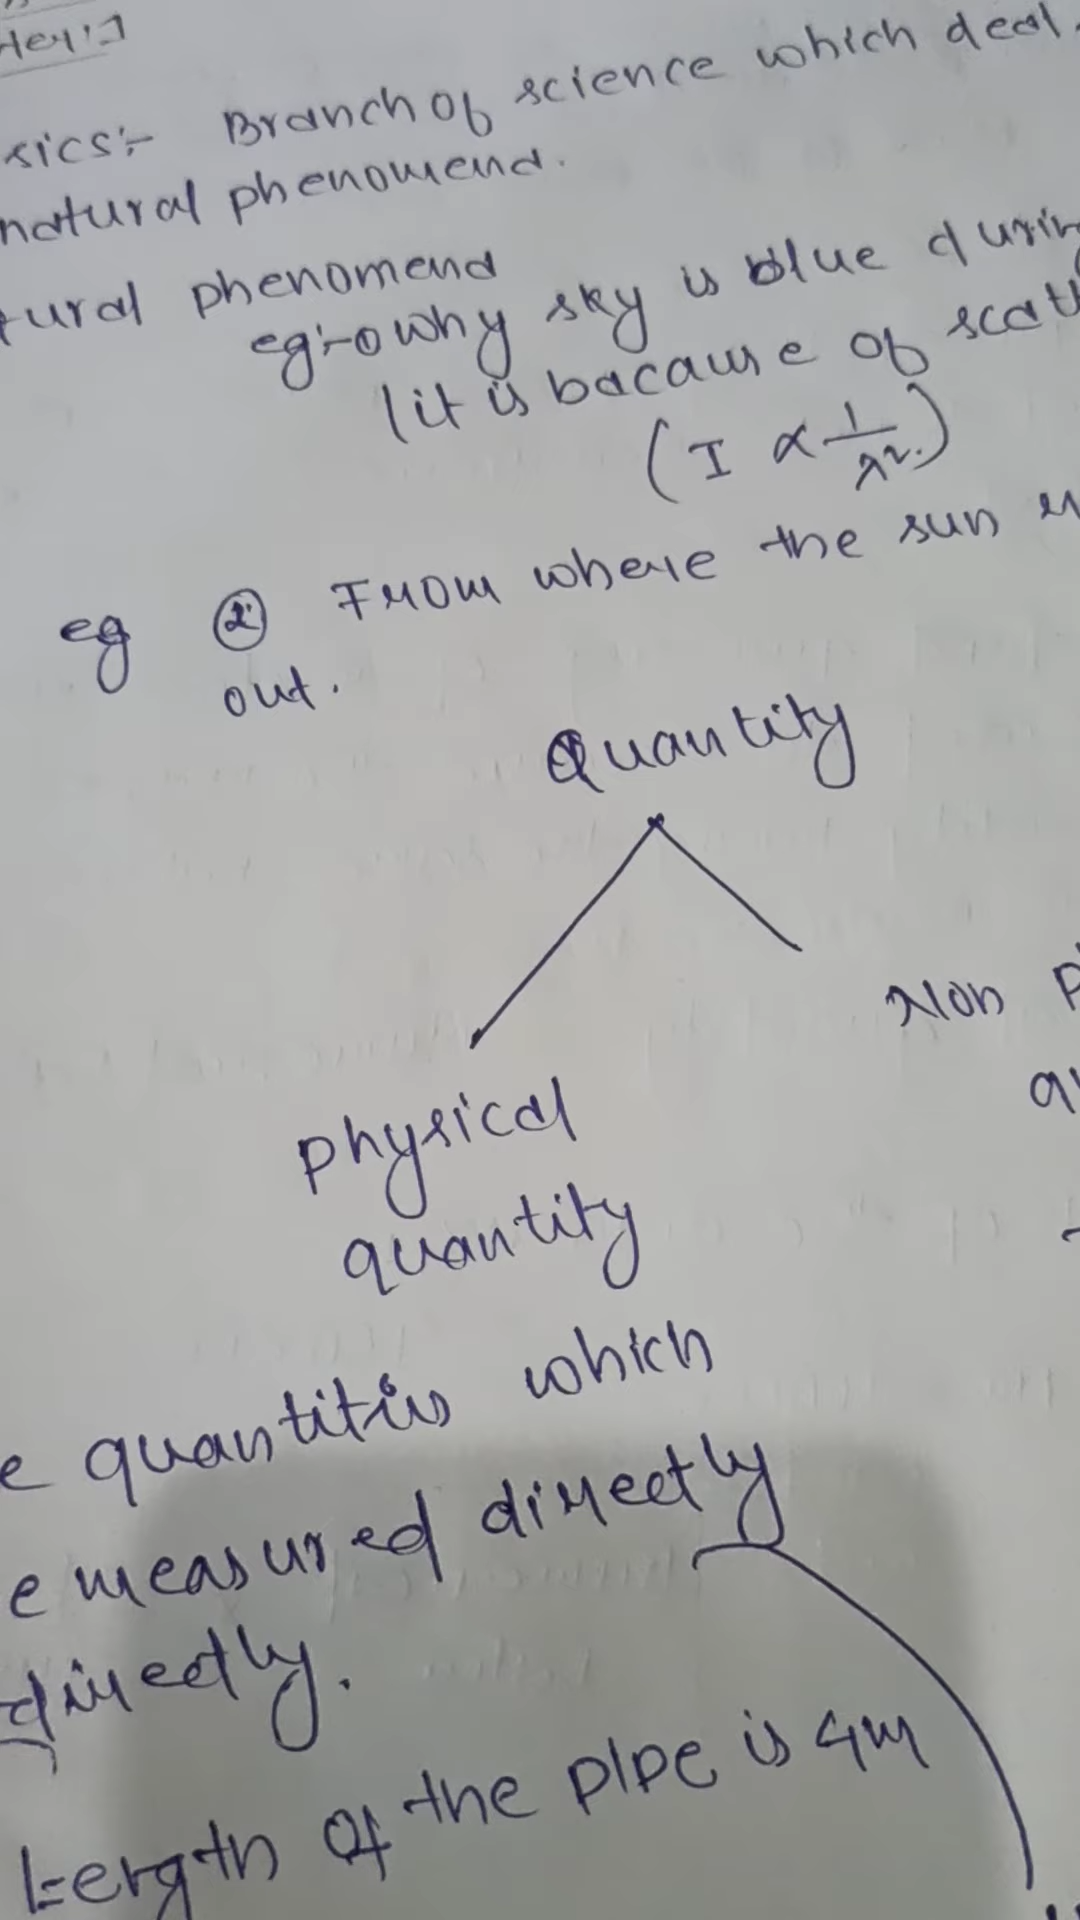 sics:- Branch of science which deal
natural phenomena.
tural phenomena
eg:-① why sky is blue durin
(it is bacause of scatt
(I ∝ 1/λ².)
eg ② From where the sun
out.
Quantity
Non P
physical
quantity
e quantities which
e measured directly
directly.
Length of the pipe is 4m